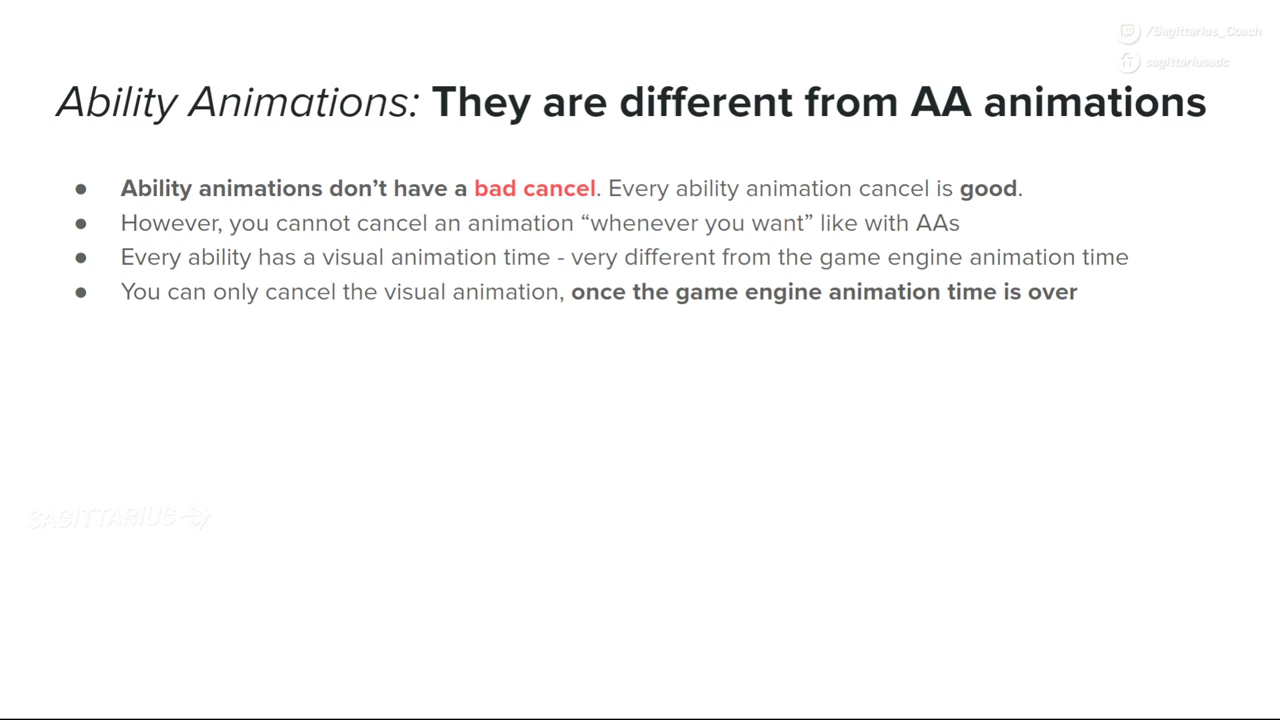 /Sagittarius_Coach
sagittariusadc
Ability Animations: They are different from AA animations
● Ability animations don’t have a bad cancel. Every ability animation cancel is good.
● However, you cannot cancel an animation “whenever you want” like with AAs
● Every ability has a visual animation time - very different from the game engine animation time
● You can only cancel the visual animation, once the game engine animation time is over
SAGITTARIUS